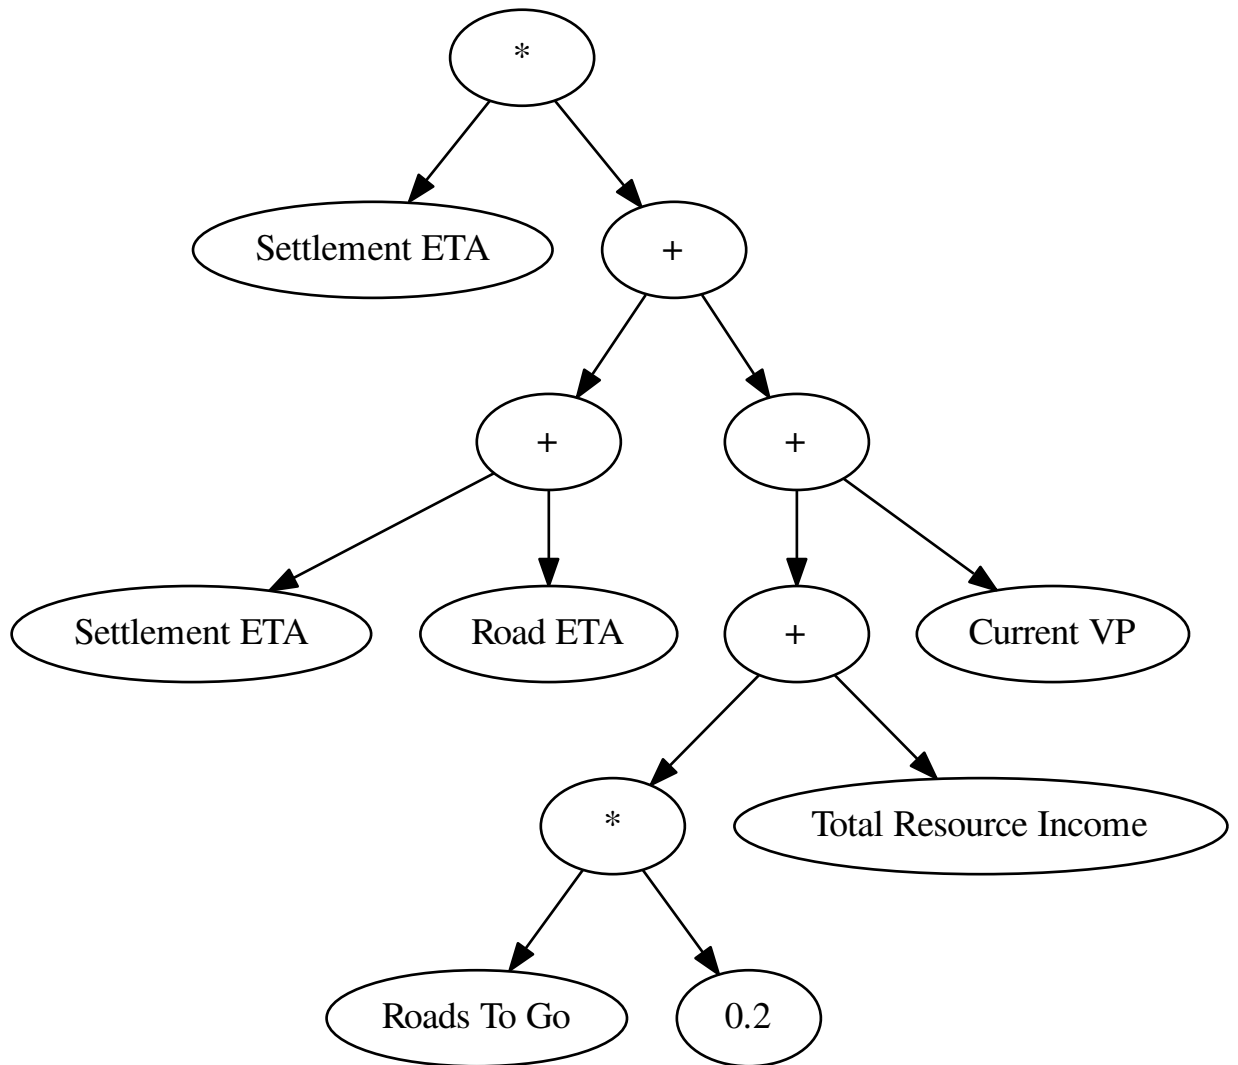 *
Settlement ETA
+
+
+
Settlement ETA
Road ETA
+
Current VP
*
Total Resource Income
Roads To Go
0.2